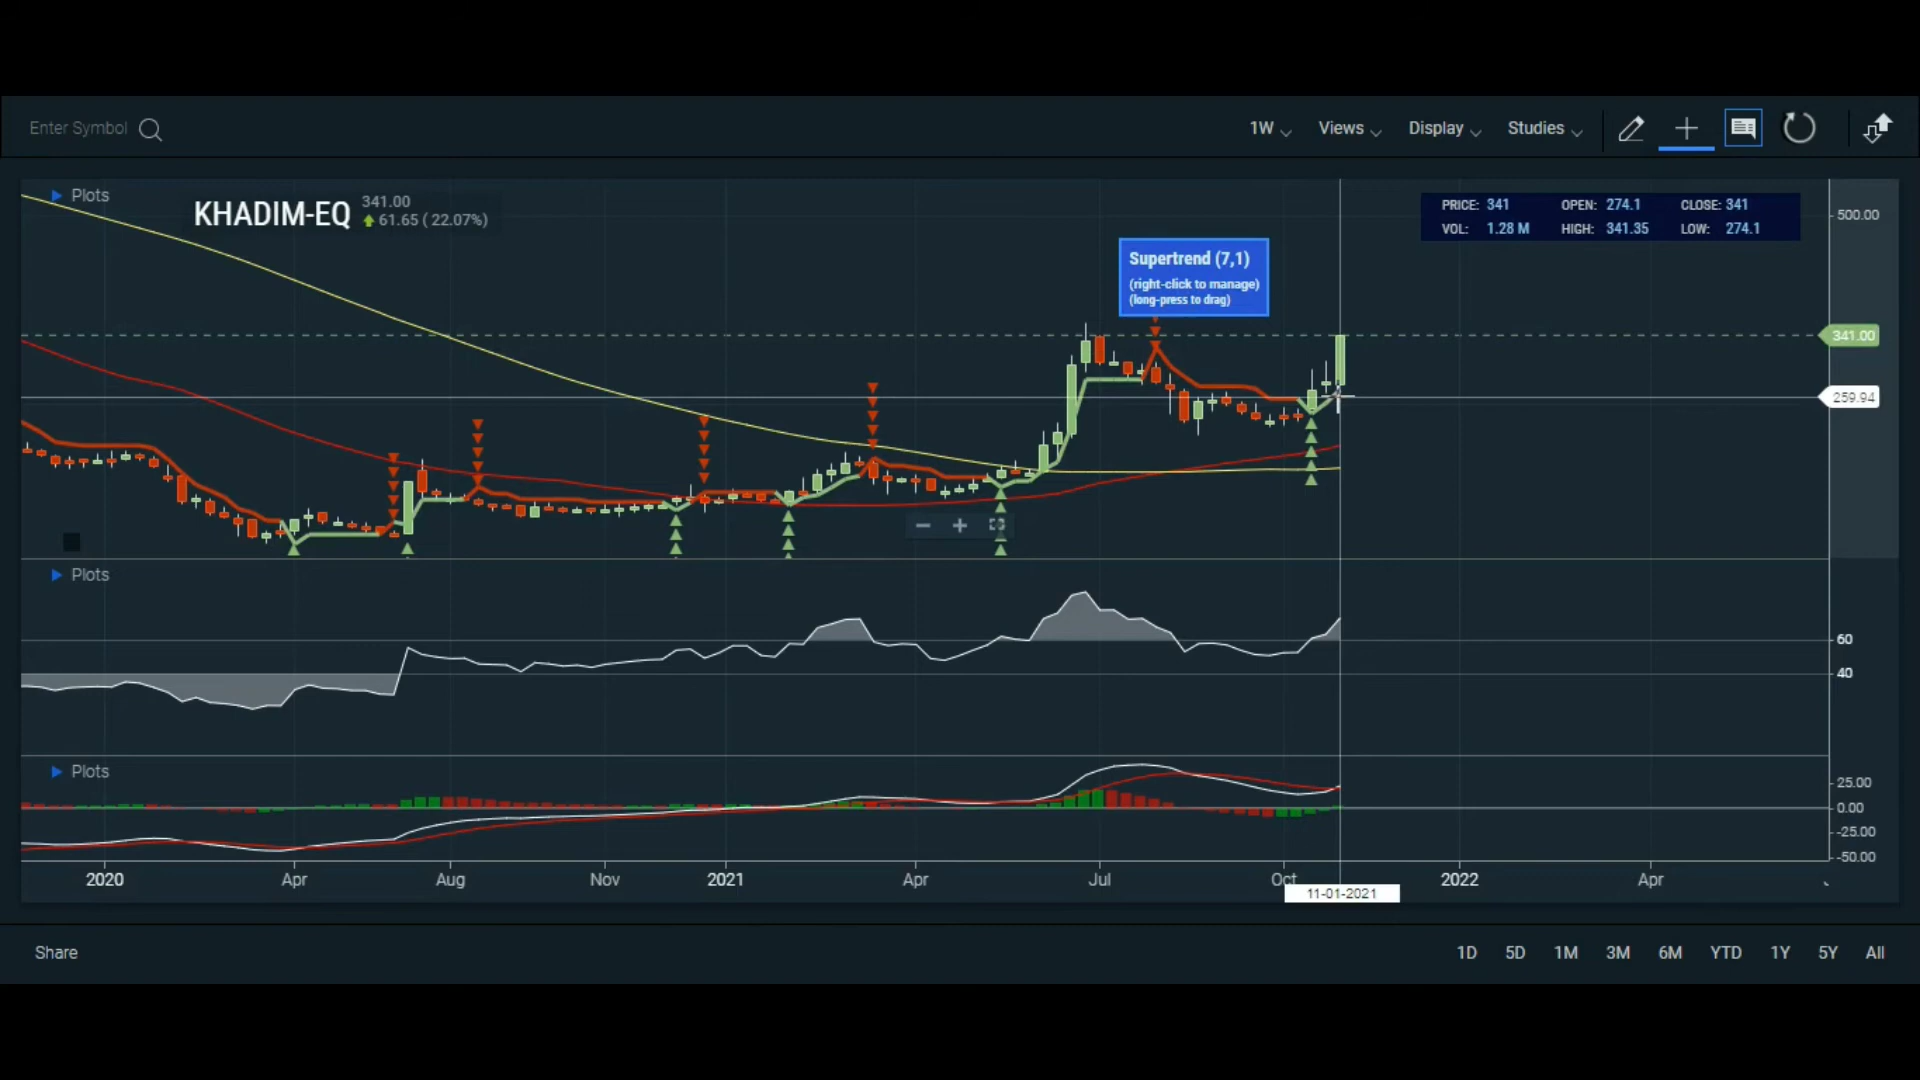 Enter Symbol
1W Views Display Studies
Plots
KHADIM-EQ
341.00
61.65 ( 22.07%)
PRICE: 341 OPEN: 274.1 CLOSE: 341
VOL: 1.28 M HIGH: 341.35 LOW: 274.1
500.00
Supertrend (7,1)
(right-click to manage)
(long-press to drag)
341.00
259.94
Plots
60
40
Plots
25.00
0.00
-25.00
-50.00
2020 Apr Aug Nov 2021 Apr Jul Oct 2022 Apr
11-01-2021
Share
1D 5D 1M 3M 6M YTD 1Y 5Y All